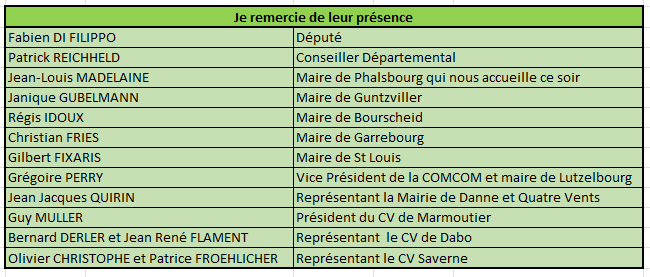 Je remercie de leur présence
Fabien DI FILIPPO Député
Patrick REICHHELD Conseiller Départemental
Jean-Louis MADELAINE Maire de Phalsbourg qui nous accueille ce soir
Janique GUBELMANN Maire de Guntzviller
Régis IDOUX Maire de Bourscheid
Christian FRIES Maire de Garrebourg
Gilbert FIXARIS Maire de St Louis
Grégoire PERRY Vice Président de la COMCOM et maire de Lutzelbourg
Jean Jacques QUIRIN Représentant la Mairie de Danne et Quatre Vents
Guy MULLER Président du CV de Marmoutier
Bernard DERLER et Jean René FLAMENT Représentant  le CV de Dabo
Olivier CHRISTOPHE et Patrice FROEHLICHER Représentant le CV Saverne